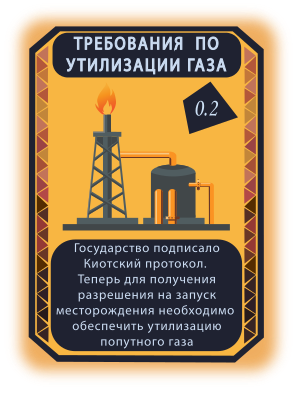 ТРЕБОВАНИЯ ПО
УТИЛИЗАЦИИ ГАЗА
0.2
Государство подписало
Киотский протокол.
Теперь для получения
разрешения на запуск
месторождения необходимо
обеспечить утилизацию
попутного газа